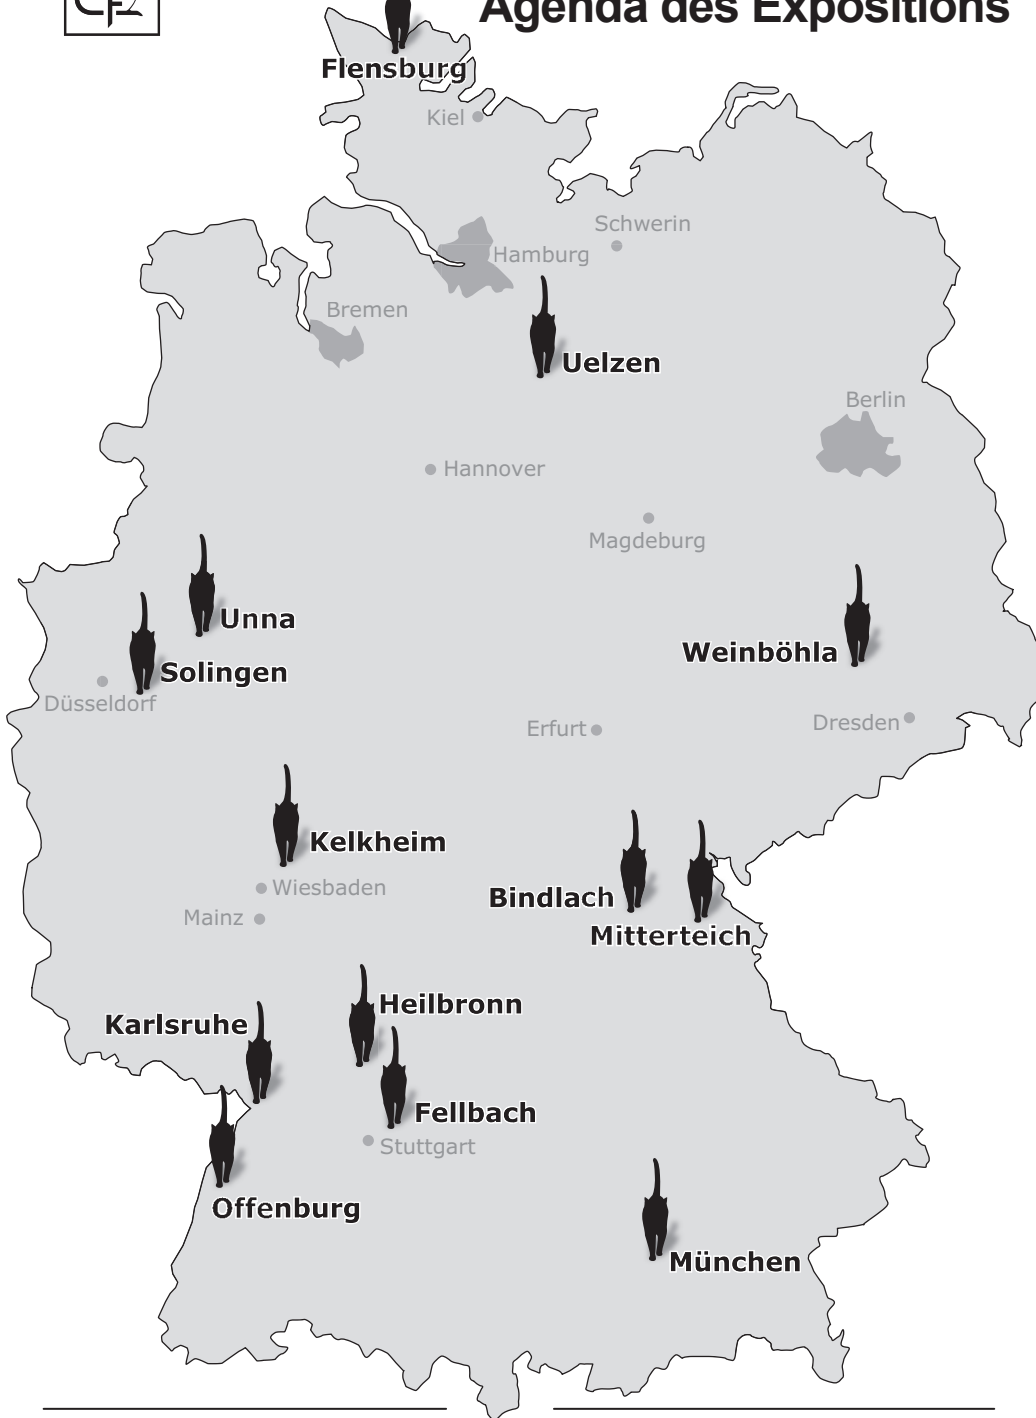 Agenda des Expositions
Flensburg
Kiel
Schwerin
Hamburg
Bremen
Uelzen
Berlin
Hannover
Magdeburg
Unna
Weinböhla
Solingen
Düsseldorf
Dresden
Erfurt
Kelkheim
Wiesbaden
Bindlach
Mainz
Mitterteich
Heilbronn
Karlsruhe
Fellbach
Stuttgart
Offenburg
München